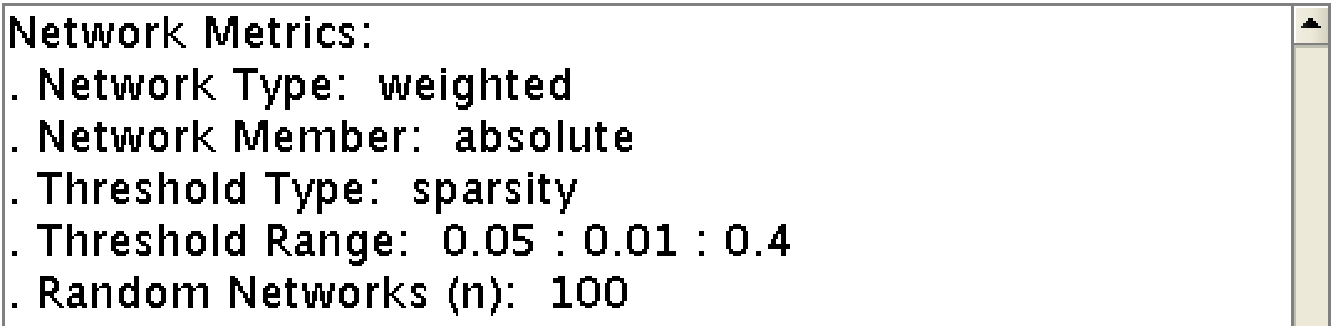 Network Metrics:
. Network Type:  weighted
. Network Member:  absolute
. Threshold Type:  sparsity
. Threshold Range:  0.05 : 0.01 : 0.4
. Random Networks (n):  100